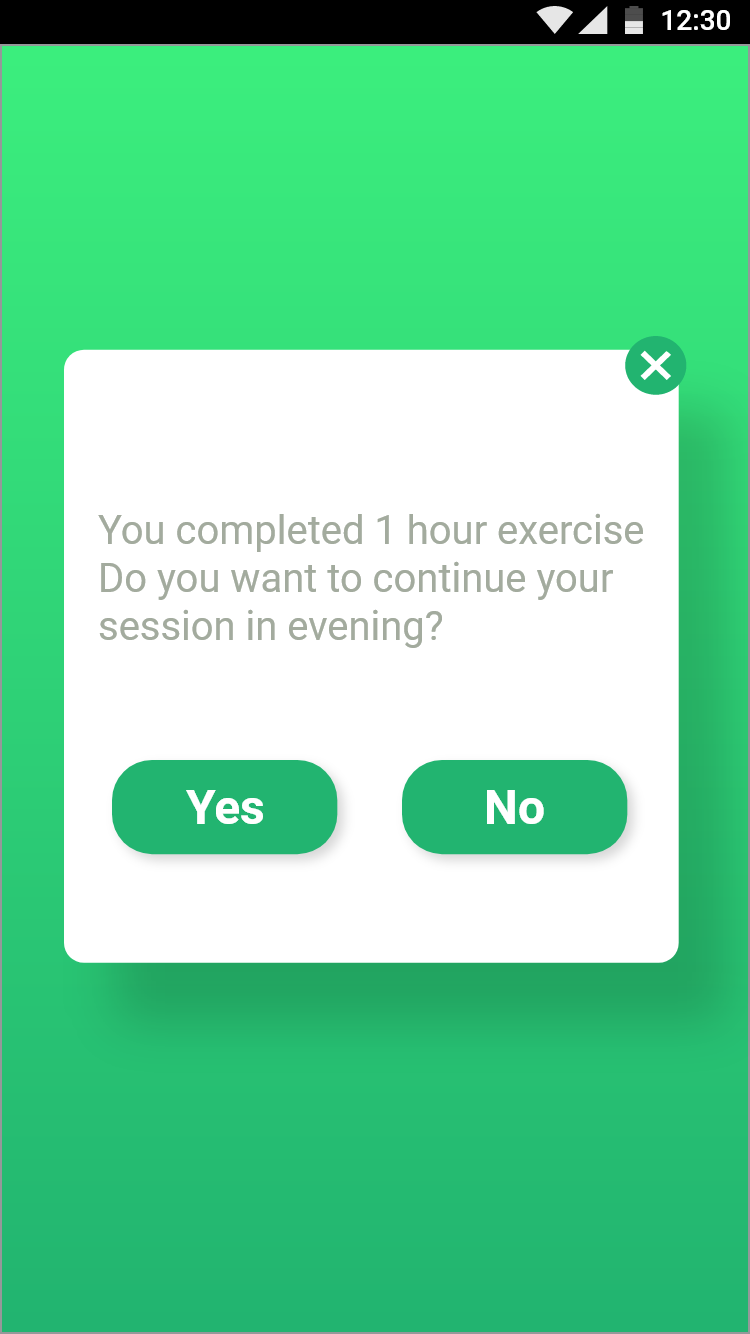 12:30
You completed 1 hour exercise
Do you want to continue your
session in evening?
Yes No